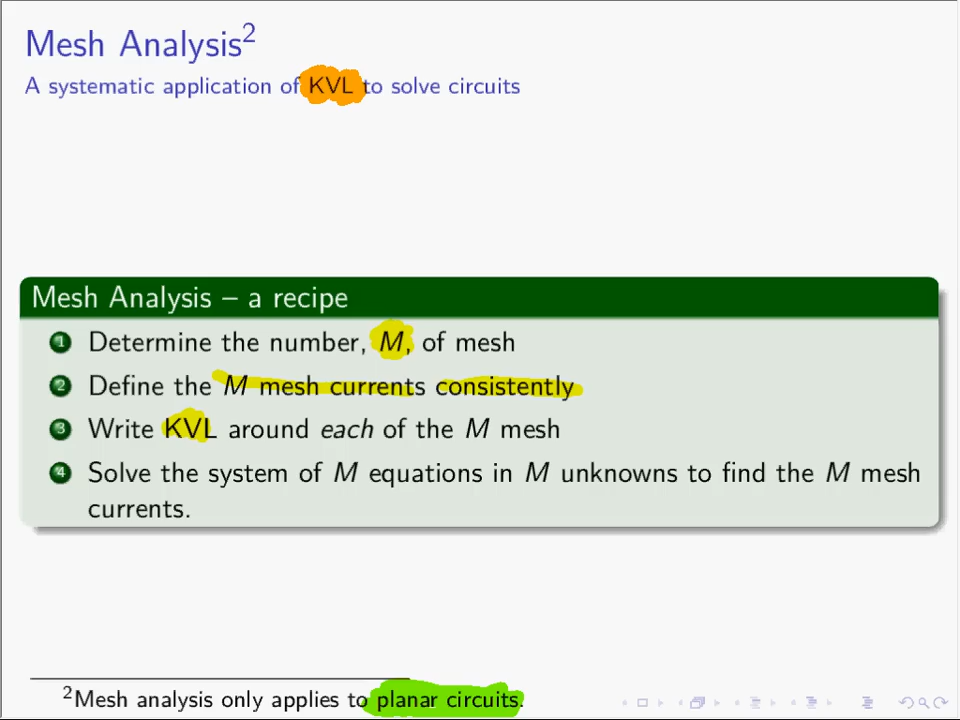 Mesh Analysis²
A systematic application of KVL to solve circuits
Mesh Analysis – a recipe
1 Determine the number, M, of mesh
2 Define the M mesh currents consistently
3 Write KVL around each of the M mesh
4 Solve the system of M equations in M unknowns to find the M mesh
currents.
²Mesh analysis only applies to planar circuits.